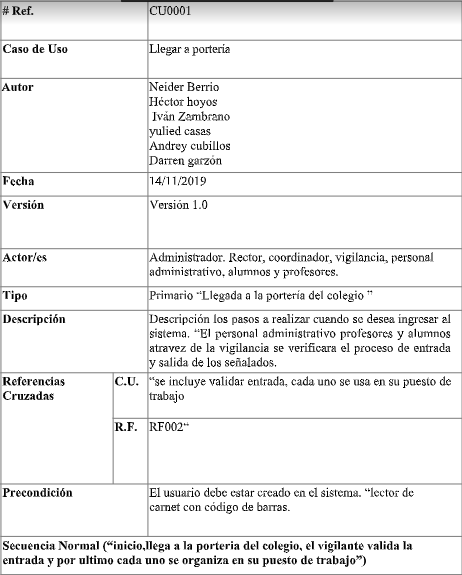 # Ref. CU0001
Caso de Uso Llegar a portería
Autor Neider Berrio
Héctor hoyos
Iván Zambrano
yulied casas
Andrey cubillos
Darren garzón
Fecha 14/11/2019
Versión Versión 1.0
Actor/es Administrador. Rector, coordinador, vigilancia, personal
administrativo, alumnos y profesores.
Tipo Primario “Llegada a la portería del colegio ”
Descripción Descripción los pasos a realizar cuando se desea ingresar al
sistema. “El personal administrativo profesores y alumnos
atravez de la vigilancia se verificara el proceso de entrada
y salida de los señalados.
Referencias C.U. “se incluye validar entrada, cada uno se usa en su puesto de
Cruzadas trabajo
R.F. RF002“
Precondición El usuario debe estar creado en el sistema. “lector de
carnet con código de barras.
Secuencia Normal (“inicio,llega a la porteria del colegio, el vigilante valida la
entrada y por ultimo cada uno se organiza en su puesto de trabajo”)